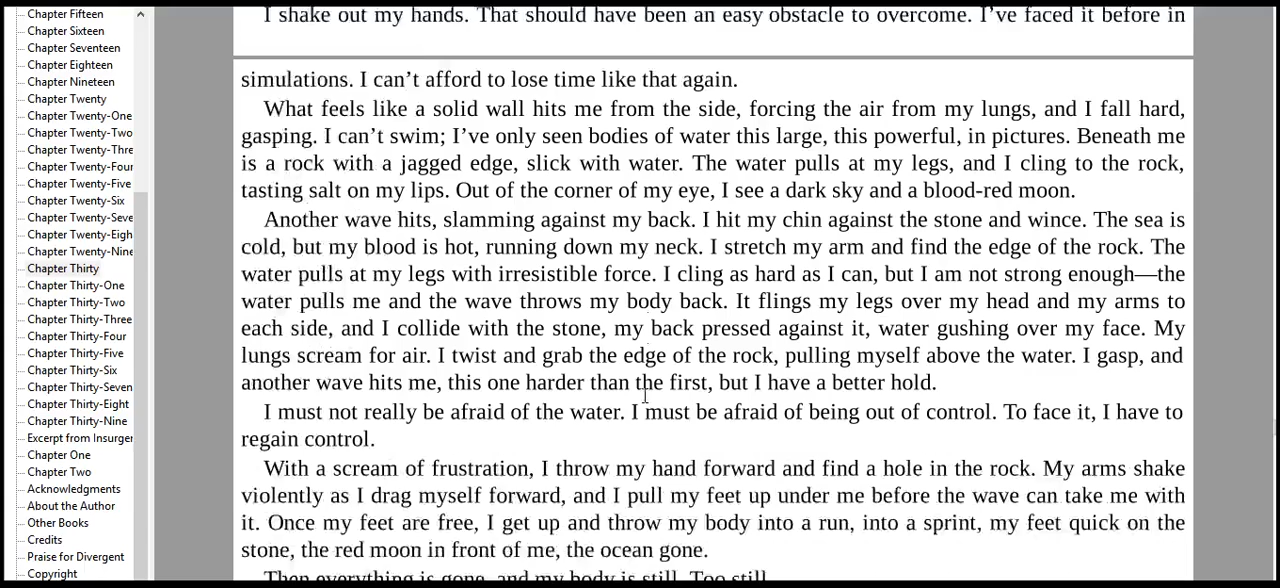 Chapter Fifteen
Chapter Sixteen
Chapter Seventeen
Chapter Eighteen
Chapter Nineteen
Chapter Twenty
Chapter Twenty-One
Chapter Twenty-Two
Chapter Twenty-Thre
Chapter Twenty-Four
Chapter Twenty-Five
Chapter Twenty-Six
Chapter Twenty-Seve
Chapter Twenty-Eigh
Chapter Twenty-Nine
Chapter Thirty
Chapter Thirty-One
Chapter Thirty-Two
Chapter Thirty-Three
Chapter Thirty-Four
Chapter Thirty-Five
Chapter Thirty-Six
Chapter Thirty-Seven
Chapter Thirty-Eight
Chapter Thirty-Nine
Excerpt from Insurger
Chapter One
Chapter Two
Acknowledgments
About the Author
Other Books
Credits
Praise for Divergent
Copyright
I shake out my hands. That should have been an easy obstacle to overcome. I’ve faced it before in
simulations. I can’t afford to lose time like that again.
What feels like a solid wall hits me from the side, forcing the air from my lungs, and I fall hard,
gasping. I can’t swim; I’ve only seen bodies of water this large, this powerful, in pictures. Beneath me
is a rock with a jagged edge, slick with water. The water pulls at my legs, and I cling to the rock,
tasting salt on my lips. Out of the corner of my eye, I see a dark sky and a blood-red moon.
Another wave hits, slamming against my back. I hit my chin against the stone and wince. The sea is
cold, but my blood is hot, running down my neck. I stretch my arm and find the edge of the rock. The
water pulls at my legs with irresistible force. I cling as hard as I can, but I am not strong enough—the
water pulls me and the wave throws my body back. It flings my legs over my head and my arms to
each side, and I collide with the stone, my back pressed against it, water gushing over my face. My
lungs scream for air. I twist and grab the edge of the rock, pulling myself above the water. I gasp, and
another wave hits me, this one harder than the first, but I have a better hold.
I must not really be afraid of the water. I must be afraid of being out of control. To face it, I have to
regain control.
With a scream of frustration, I throw my hand forward and find a hole in the rock. My arms shake
violently as I drag myself forward, and I pull my feet up under me before the wave can take me with
it. Once my feet are free, I get up and throw my body into a run, into a sprint, my feet quick on the
stone, the red moon in front of me, the ocean gone.
Then everything is gone, and my body is still. Too still.